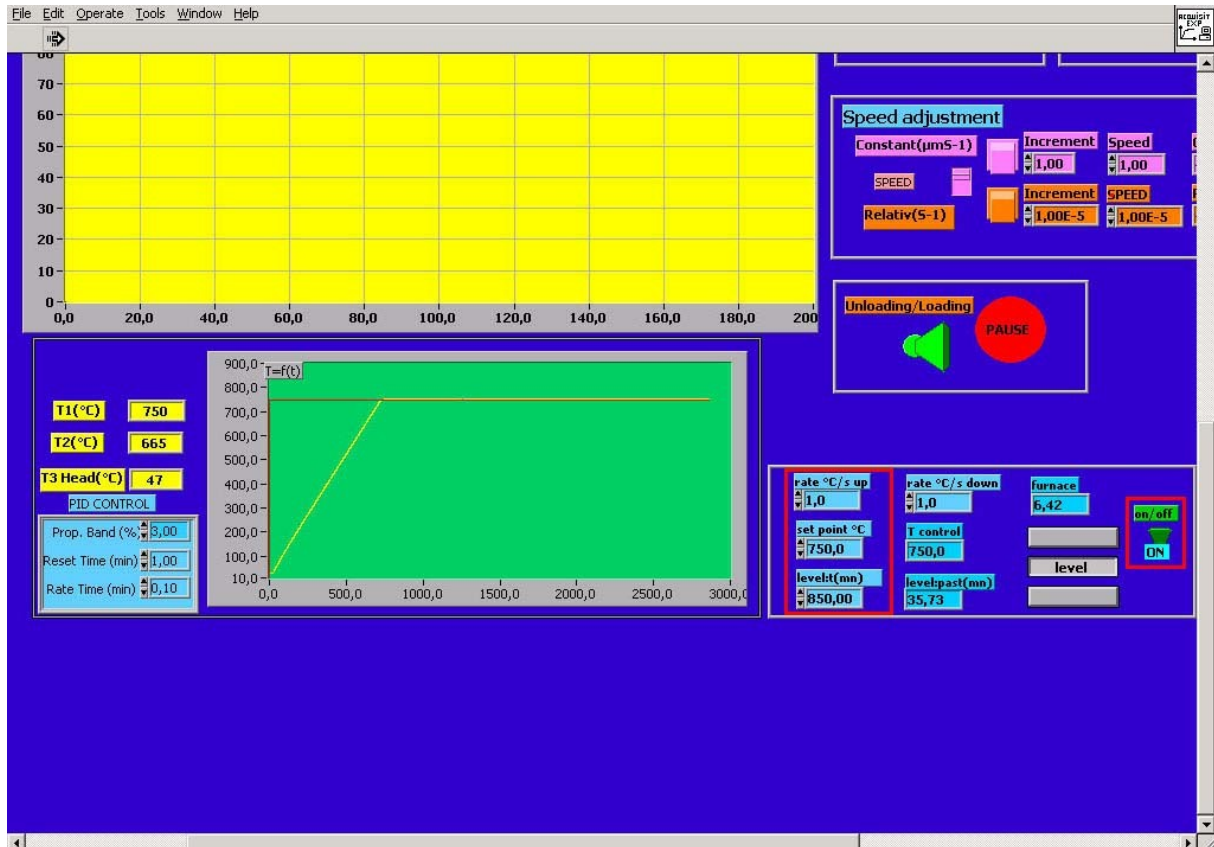 File Edit Operate Tools Window Help
Acquisit
EXP
70
60
50
40
30
20
10
0
0,0 20,0 40,0 60,0 80,0 100,0 120,0 140,0 160,0 180,0 200
Speed adjustment
Constant(µmS-1) Increment Speed
1,00 1,00
SPEED
Increment SPEED
Relativ(S-1) 1,00E-5 1,00E-5
Unloading/Loading
PAUSE
T1(°C) 750
T2(°C) 665
T3 Head(°C) 47
PID CONTROL
Prop. Band (%) 3,00
Reset Time (min) 1,00
Rate Time (min) 0,10
T=f(t)
900,0
800,0
700,0
600,0
500,0
400,0
300,0
200,0
100,0
10,0
0,0 500,0 1000,0 1500,0 2000,0 2500,0 3000,0
rate °C/s up rate °C/s down furnace
1,0 1,0 6,42
on/off
set point °C T control
750,0 750,0 ON
level:t(mn) level:past(mn) level
850,00 35,73